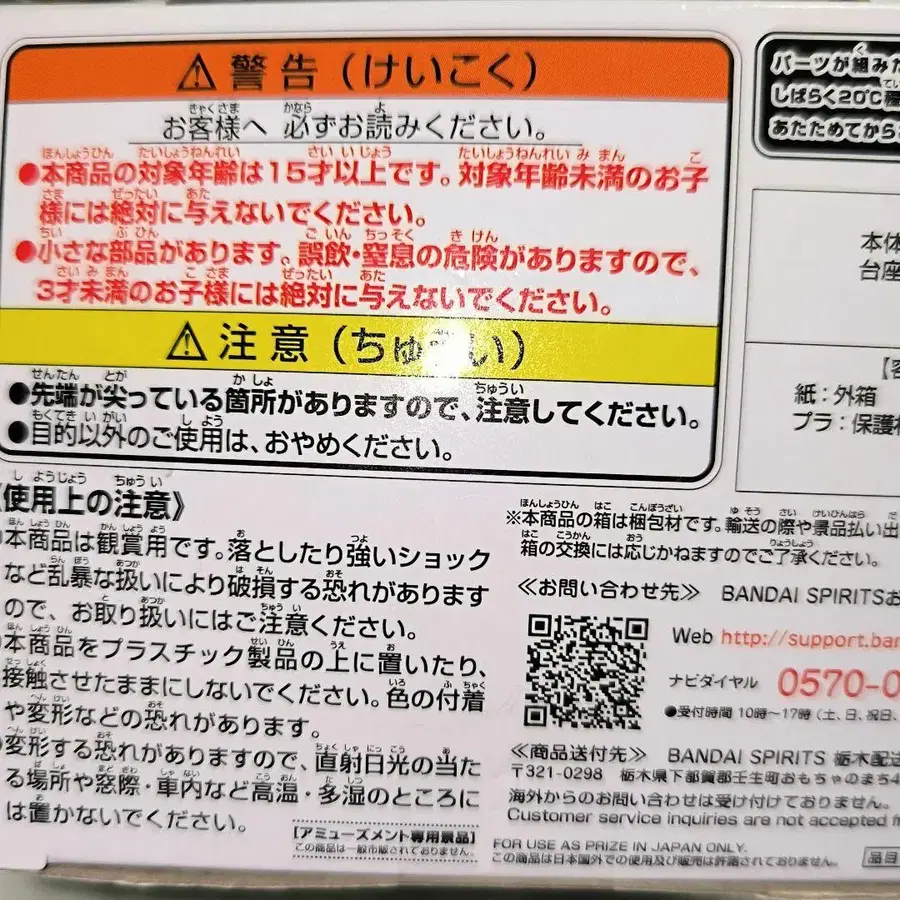 ⚠警告（けいこく）
お客様へ 必ずお読みください。
●本商品の対象年齢は15才以上です。対象年齢未満のお子
様には絶対に与えないでください。
●小さな部品があります。誤飲・窒息の危険がありますので、
3才未満のお子様には絶対に与えないでください。
⚠注意（ちゅうい）
●先端が尖っている箇所がありますので、注意してください。
●目的以外のご使用は、おやめください。
《使用上の注意》
本商品は観賞用です。落としたり強いショック
など乱暴な扱いにより破損する恐れがあります
ので、お取り扱いにはご注意ください。
本商品をプラスチック製品の上に置いたり、
接触させたままにしないでください。色の付着
や変形などの恐れがあります。
変形する恐れがありますので、直射日光の当た
る場所や窓際・車内など高温・多湿のところに
は置かないでください。
[アミューズメント専用景品]
この商品は一般市販されておりません。
パーツが組みた
しばらく20℃
あたためてから
本体
台座
紙：外箱
プラ：保護
※本商品の箱は梱包材です。輸送の際や景品払い出
箱の交換には応じかねますのでご了承ください。
≪お問い合わせ先≫ BANDAI SPIRITSお
Web http://support.ban
ナビダイヤル 0570-0
●受付時間 10時～17時（土、日、祝日、
≪商品送付先≫ BANDAI SPIRITS 栃木配送
〒321-0298 栃木県下都賀郡壬生町おもちゃのまち4
海外からのお問い合わせは受け付けておりません。
Customer service inquiries are not accepted f
FOR USE AS PRIZE IN JAPAN ONLY.
この商品は日本国外での使用及び販売は許諾されておりません。
品目